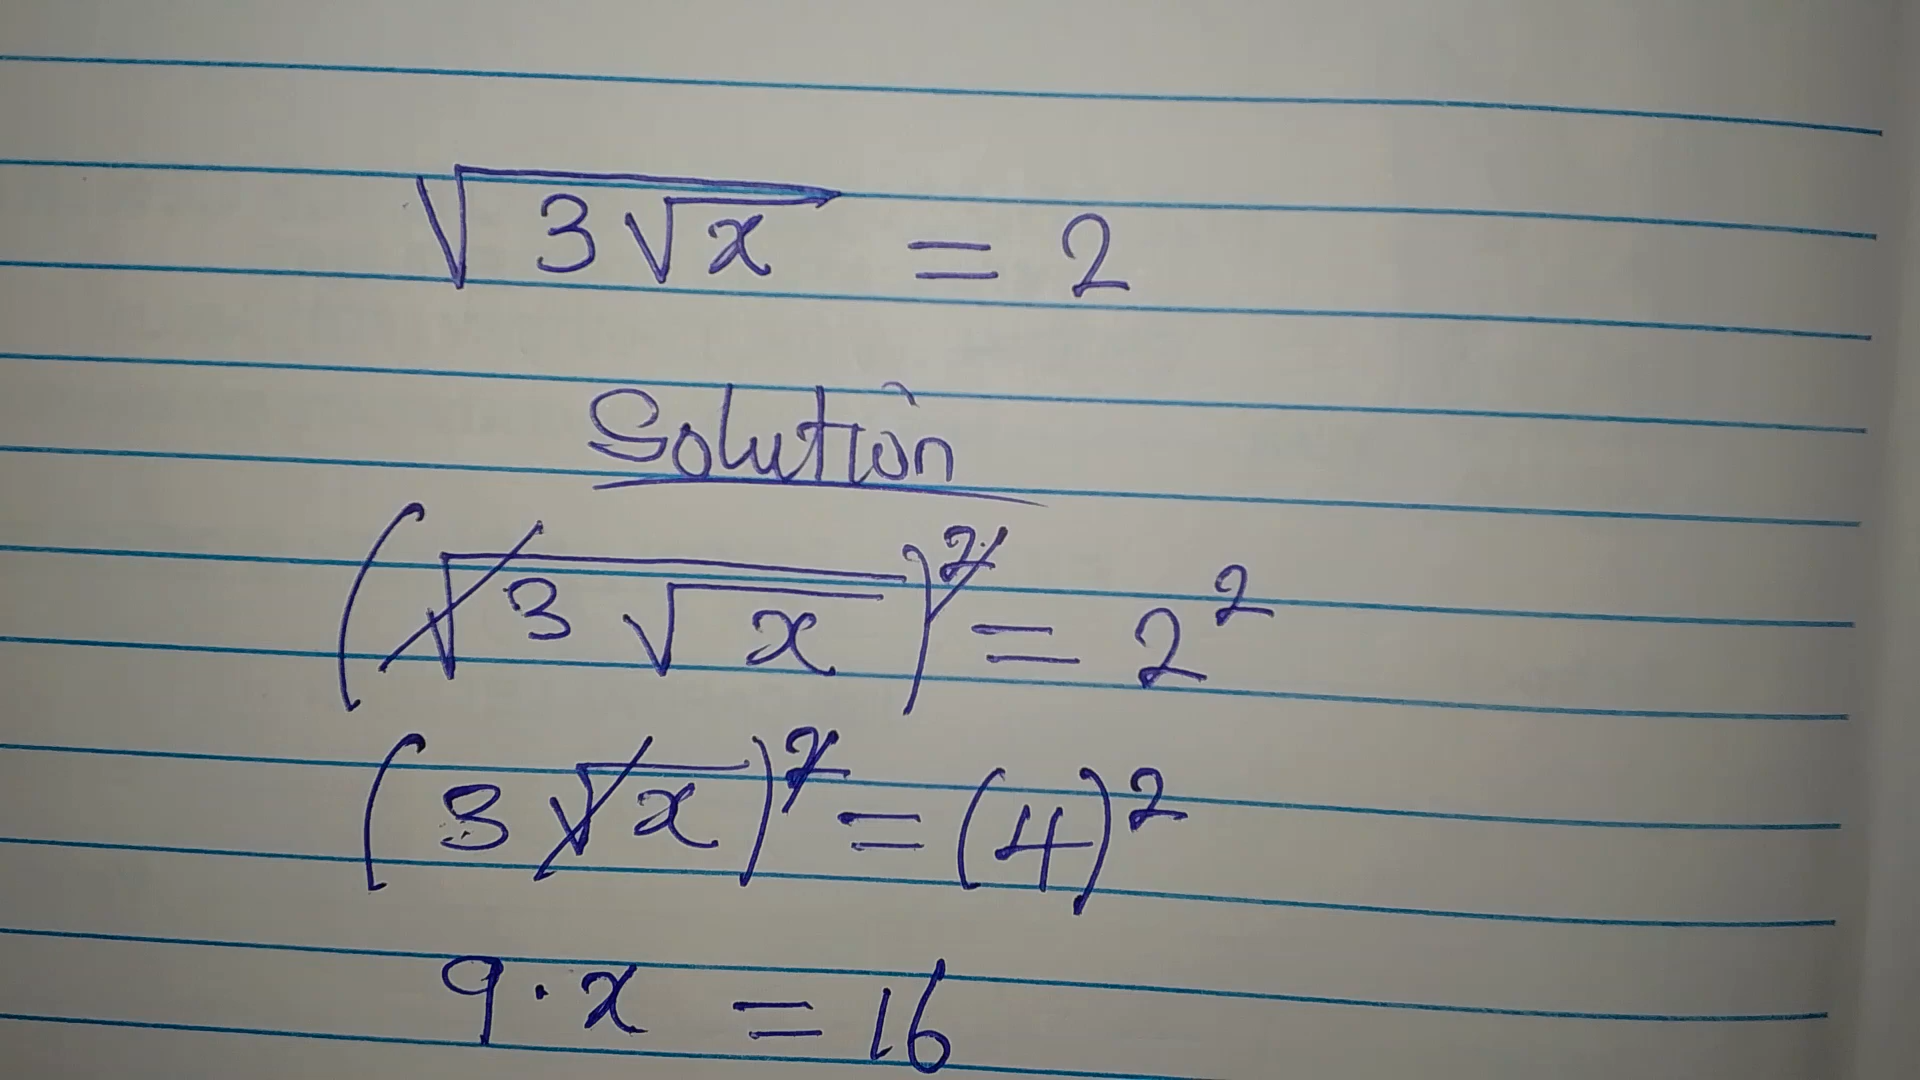 √(3√x) = 2
Solution
(√(3√x))² = 2²
(3√x)² = (4)²
9·x = 16